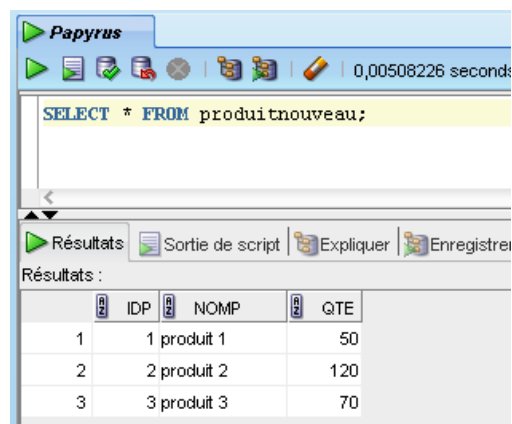 Papyrus
0,00508226 seconds
SELECT * FROM produitnouveau;
Résultats Sortie de script Expliquer Enregistrer
Résultats :
IDP NOMP QTE
1 1 produit 1 50
2 2 produit 2 120
3 3 produit 3 70